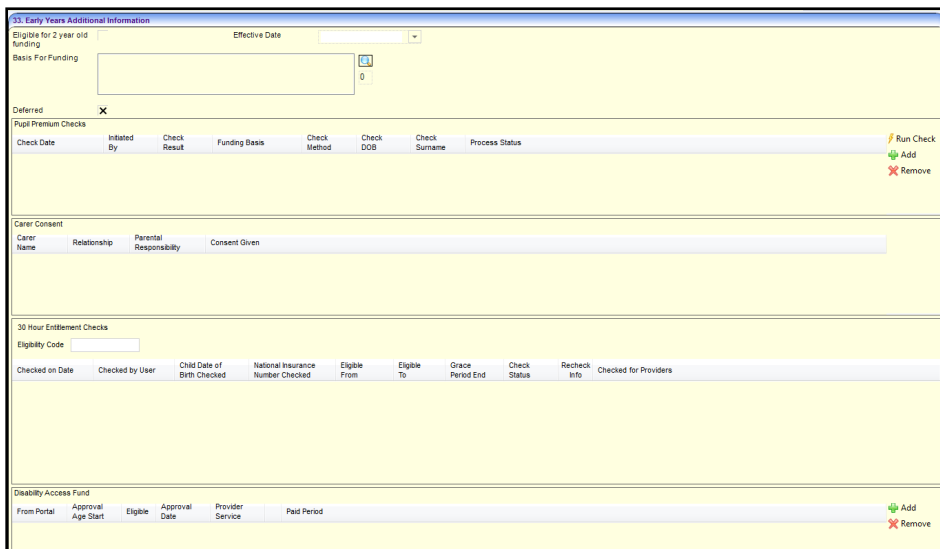 33. Early Years Additional Information
Eligible for 2 year old funding
Effective Date
Basis For Funding
0
Deferred
Pupil Premium Checks
Check Date Initiated By Check Result Funding Basis Check Method Check DOB Check Surname Process Status
Run Check
Add
Remove
Carer Consent
Carer Name Relationship Parental Responsibility Consent Given
30 Hour Entitlement Checks
Eligibility Code
Checked on Date Checked by User Child Date of Birth Checked National Insurance Number Checked Eligible From Eligible To Grace Period End Check Status Recheck Info Checked for Providers
Disability Access Fund
From Portal Approval Age Start Eligible Approval Date Provider Service Paid Period
Add
Remove